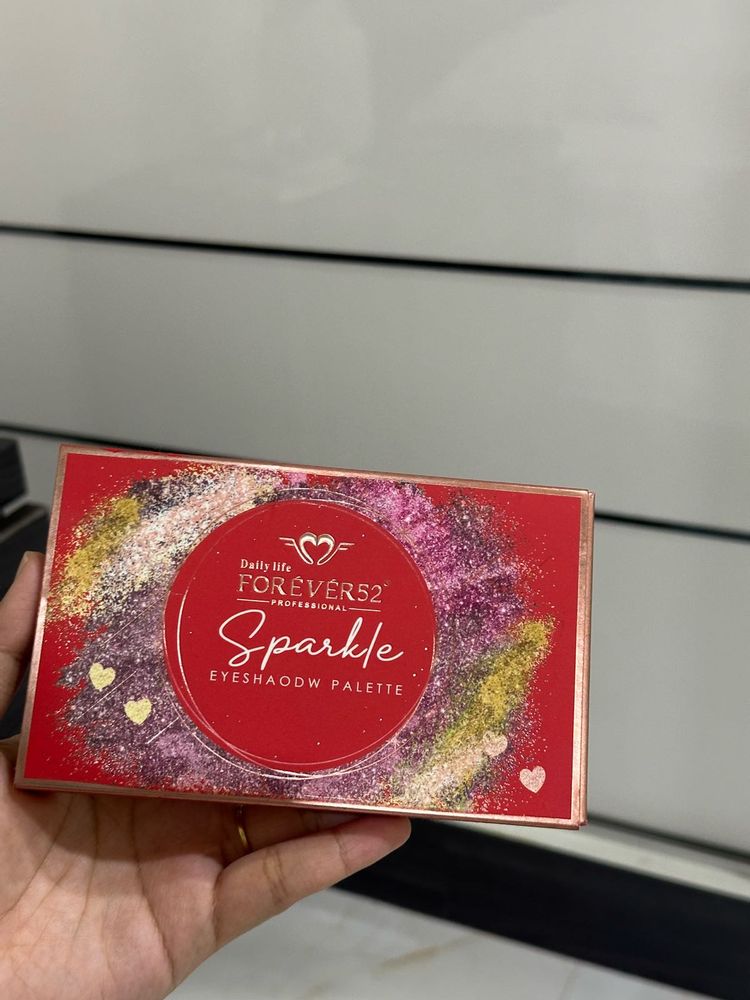 Daily life
FORÉVÉR52
PROFESSIONAL
Sparkle
EYESHAODW PALETTE